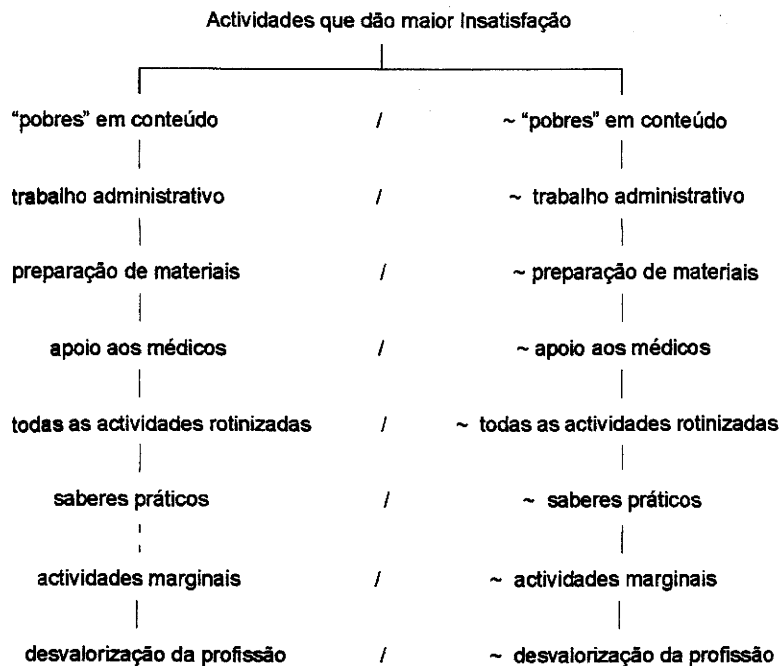 Actividades que dão maior Insatisfação
"pobres" em conteúdo / ~ "pobres" em conteúdo
trabalho administrativo / ~ trabalho administrativo
preparação de materiais / ~ preparação de materiais
apoio aos médicos / ~ apoio aos médicos
todas as actividades rotinizadas / ~ todas as actividades rotinizadas
saberes práticos / ~ saberes práticos
actividades marginais / ~ actividades marginais
desvalorização da profissão / ~ desvalorização da profissão